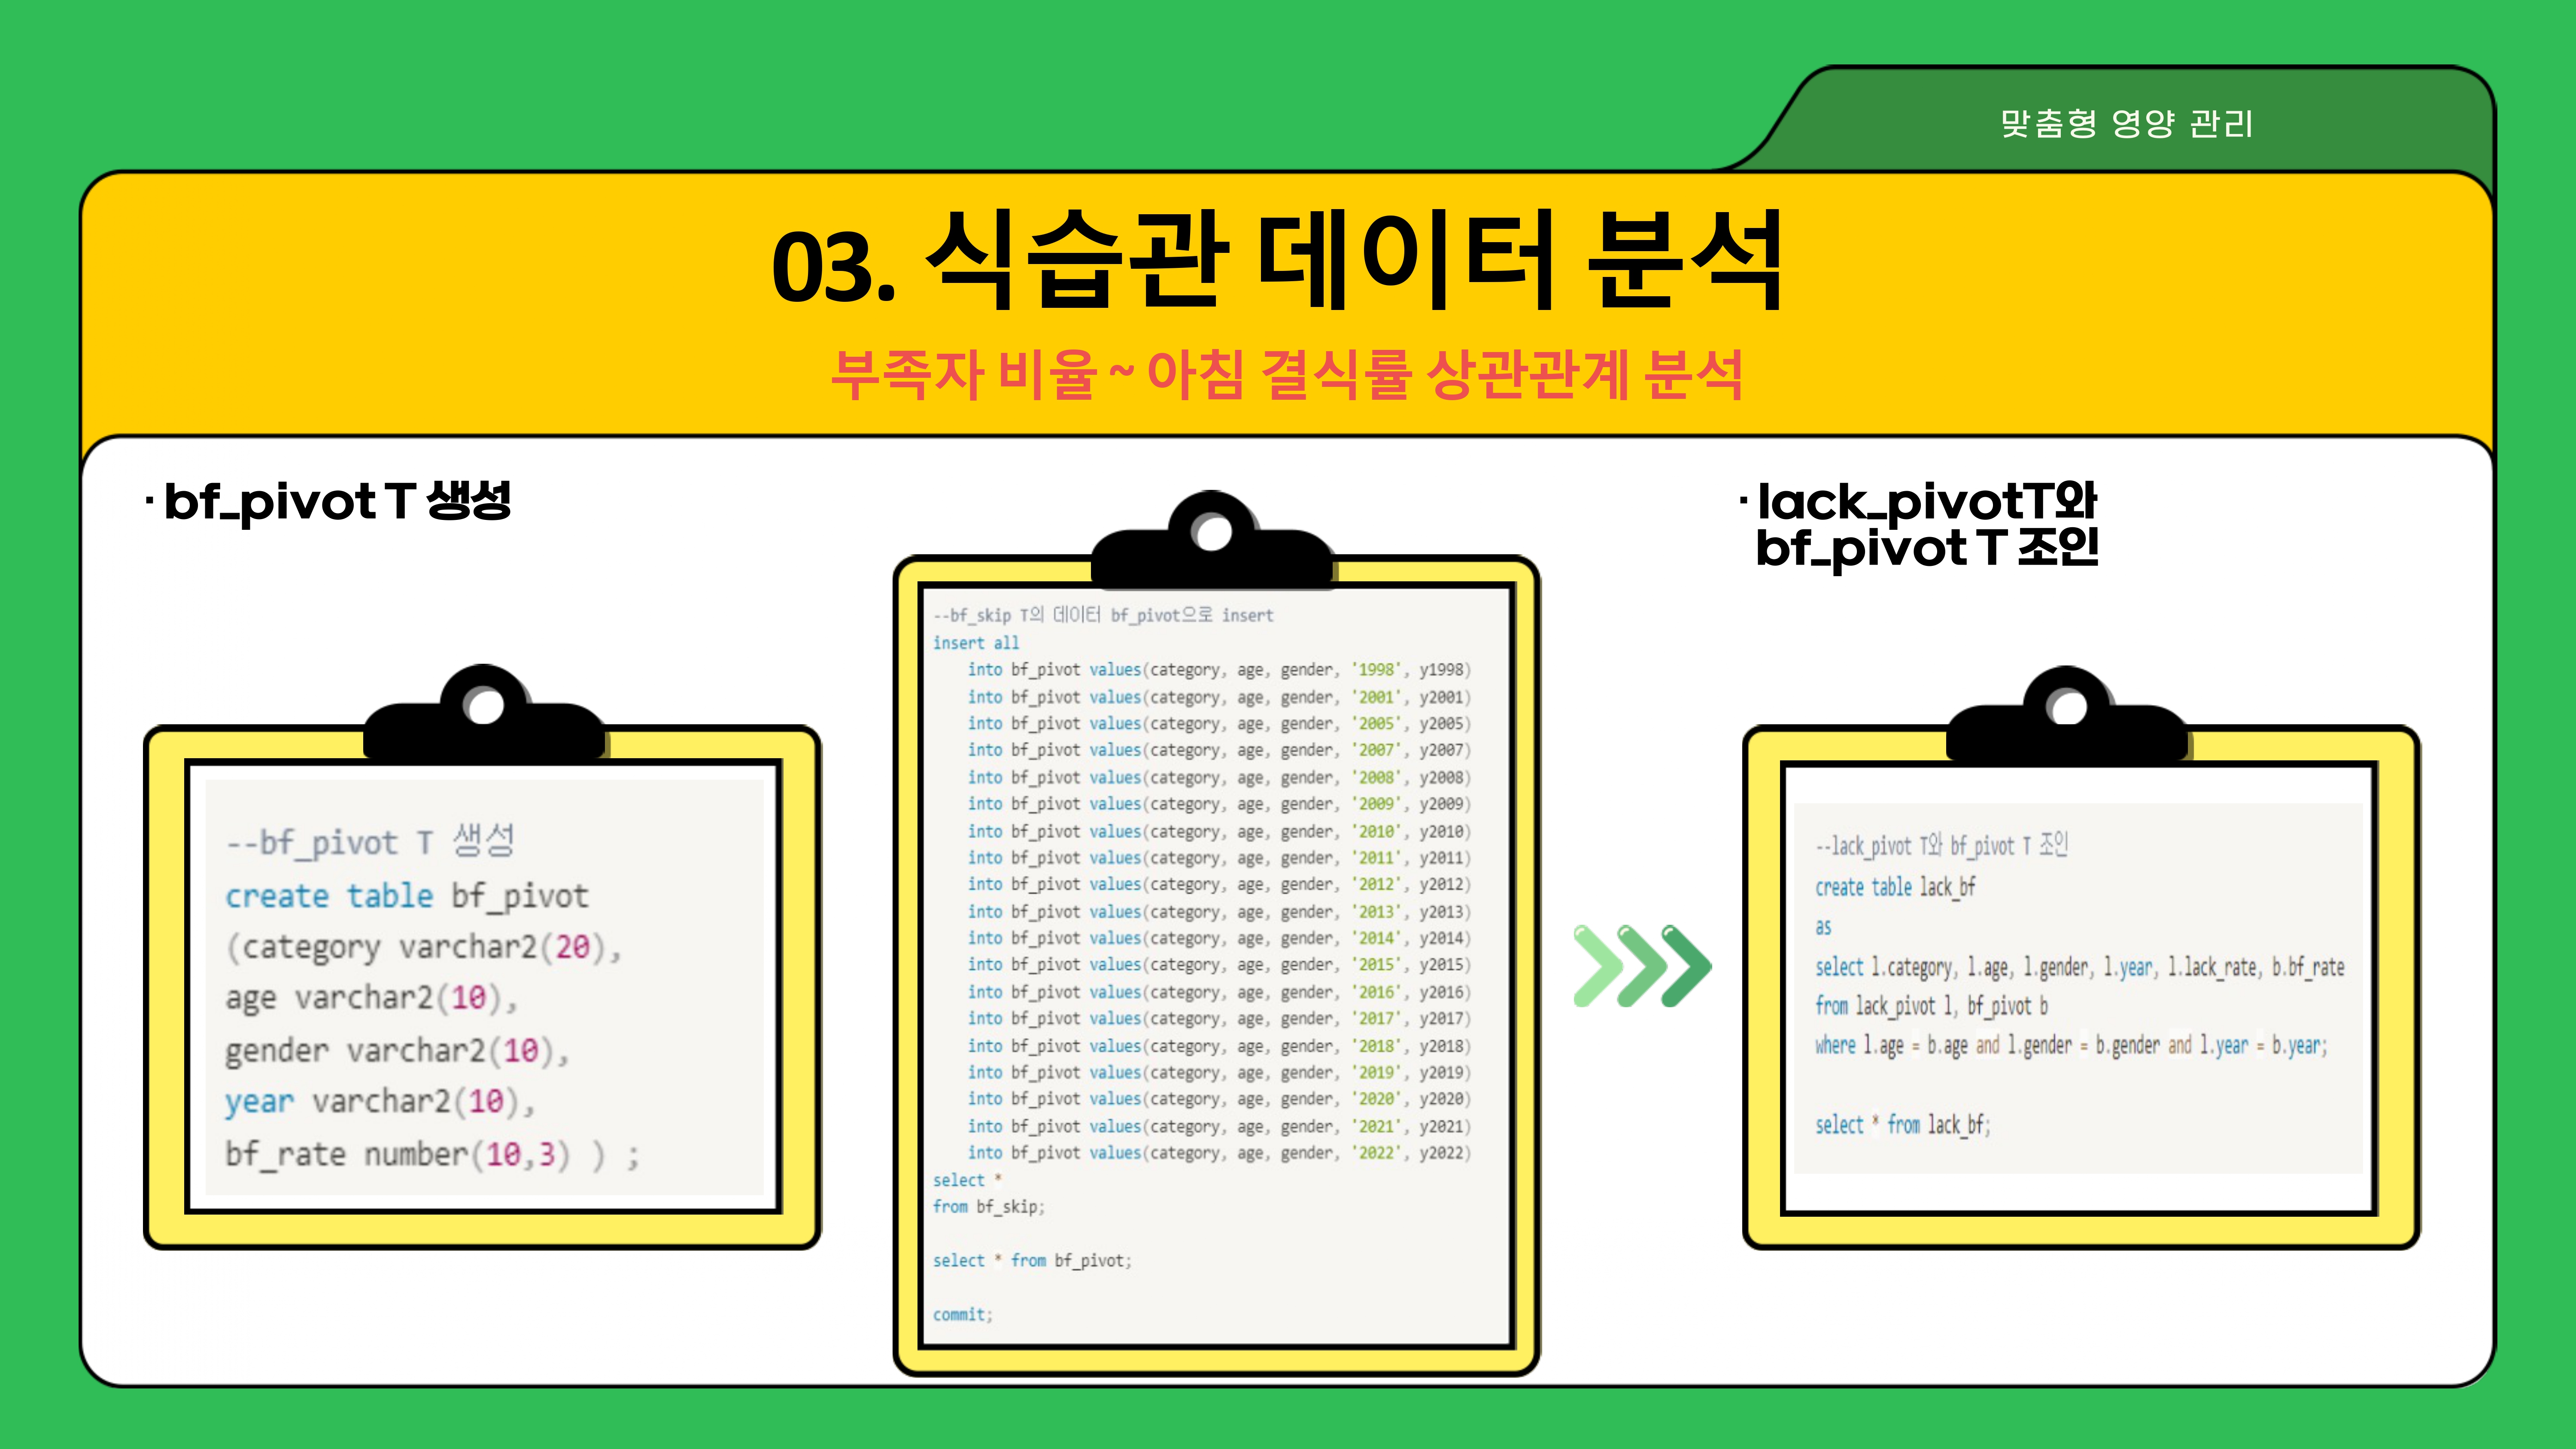 맞춤형 영양 관리
03. 식습관 데이터 분석
부족자 비율 ~ 아침 결식률 상관관계 분석
· bf_pivot T 생성
--bf_pivot T 생성
create table bf_pivot
(category varchar2(20),
age varchar2(10),
gender varchar2(10),
year varchar2(10),
bf_rate number(10,3) ) ;
--bf_skip T의 데이터 bf_pivot으로 insert
insert all
into bf_pivot values(category, age, gender, '1998', y1998)
into bf_pivot values(category, age, gender, '2001', y2001)
into bf_pivot values(category, age, gender, '2005', y2005)
into bf_pivot values(category, age, gender, '2007', y2007)
into bf_pivot values(category, age, gender, '2008', y2008)
into bf_pivot values(category, age, gender, '2009', y2009)
into bf_pivot values(category, age, gender, '2010', y2010)
into bf_pivot values(category, age, gender, '2011', y2011)
into bf_pivot values(category, age, gender, '2012', y2012)
into bf_pivot values(category, age, gender, '2013', y2013)
into bf_pivot values(category, age, gender, '2014', y2014)
into bf_pivot values(category, age, gender, '2015', y2015)
into bf_pivot values(category, age, gender, '2016', y2016)
into bf_pivot values(category, age, gender, '2017', y2017)
into bf_pivot values(category, age, gender, '2018', y2018)
into bf_pivot values(category, age, gender, '2019', y2019)
into bf_pivot values(category, age, gender, '2020', y2020)
into bf_pivot values(category, age, gender, '2021', y2021)
into bf_pivot values(category, age, gender, '2022', y2022)
select *
from bf_skip;
select * from bf_pivot;
commit;
· lack_pivotT와
bf_pivot T 조인
--lack_pivot T와 bf_pivot T 조인
create table lack_bf
as
select l.category, l.age, l.gender, l.year, l.lack_rate, b.bf_rate
from lack_pivot l, bf_pivot b
where l.age = b.age and l.gender = b.gender and l.year = b.year;
select * from lack_bf;